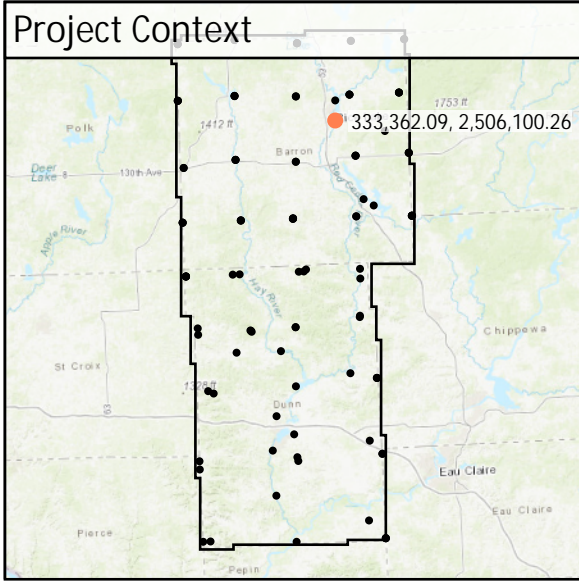 Project Context
1753 ft
1412 ft
333,362.09, 2,506,100.26
Polk
Barron
Deer
Lake 8
130th Ave
Red Cedar River
Apple River
Hay River
Chippewa
St Croix
1328 ft
63
Dunn
Eau Claire
Eau Claire
Pierce
Pepin